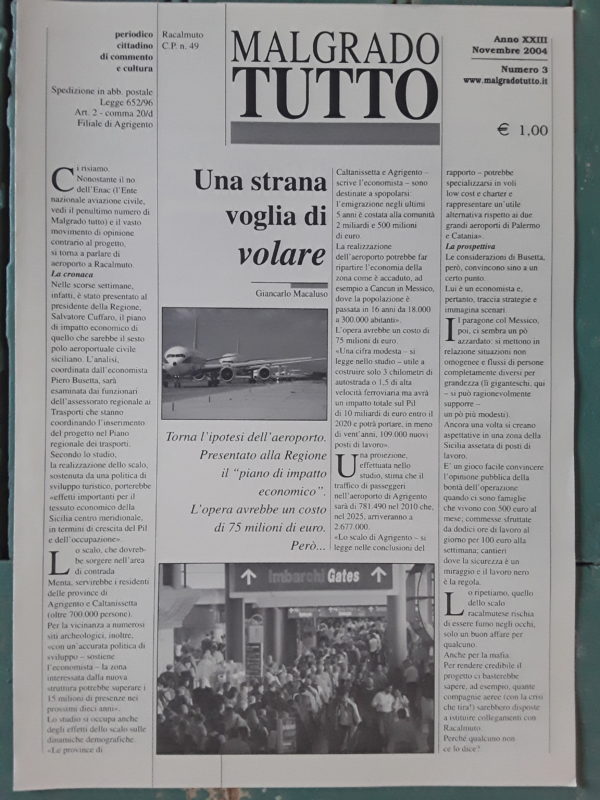 periodico
cittadino
di commento
e cultura
Racalmuto
C.P. n. 49
Spedizione in abb. postale
Legge 652/96
Art. 2 - comma 20/d
Filiale di Agrigento
MALGRADO
TUTTO
Anno XXIII
Novembre 2004
Numero 3
www.malgradotutto.it
€ 1,00
Una strana
voglia di
volare
Giancarlo Macaluso
Ci risiamo.
Nonostante il no
dell'Enac (l'Ente
nazionale aviazione civile,
vedi il penultimo numero di
Malgrado tutto) e il vasto
movimento di opinione
contrario al progetto,
si torna a parlare di
aeroporto a Racalmuto.
La cronaca
Nelle scorse settimane,
infatti, è stato presentato al
presidente della Regione,
Salvatore Cuffaro, il piano
di impatto economico di
quello che sarebbe il sesto
polo aeroportuale civile
siciliano. L'analisi,
coordinata dall'economista
Piero Busetta, sarà
esaminata dai funzionari
dell'assessorato regionale ai
Trasporti che stanno
coordinando l'inserimento
del progetto nel Piano
regionale dei trasporti.
Secondo lo studio,
la realizzazione dello scalo,
sostenuta da una politica di
sviluppo turistico, porterebbe
«effetti importanti per il
tessuto economico della
Sicilia centro meridionale,
in termini di crescita del Pil
e dell'occupazione».
Lo scalo, che dovreb-
be sorgere nell'area
di contrada
Menta, servirebbe i residenti
delle province di
Agrigento e Caltanissetta
(oltre 700.000 persone).
Per la vicinanza a numerosi
siti archeologici, inoltre,
«con un'accurata politica di
sviluppo – sostiene
l'economista – la zona
interessata dalla nuova
struttura potrebbe superare i
15 milioni di presenze nei
prossimi dieci anni».
Lo studio si occupa anche
degli effetti dello scalo sulle
dinamiche demografiche.
«Le province di
Torna l'ipotesi dell'aeroporto.
Presentato alla Regione
il "piano di impatto
economico".
L'opera avrebbe un costo
di 75 milioni di euro.
Però...
Imbarchi Gates
Caltanissetta e Agrigento –
scrive l'economista – sono
destinate a spopolarsi:
l'emigrazione negli ultimi
5 anni è costata alla comunità
2 miliardi e 500 milioni
di euro.
La realizzazione
dell'aeroporto potrebbe far
ripartire l'economia della
zona come è accaduto, ad
esempio a Cancun in Messico,
dove la popolazione è
passata in 16 anni da 18.000
a 300.000 abitanti».
L'opera avrebbe un costo di
75 milioni di euro.
«Una cifra modesta – si
legge nello studio – utile a
costruire solo 3 chilometri di
autostrada o 1,5 di alta
velocità ferroviaria ma avrà
un impatto totale sul Pil
di 10 miliardi di euro entro il
2020 e potrà portare, in meno
di vent'anni, 109.000 nuovi
posti di lavoro».
Una proiezione,
effettuata nello
studio, stima che il
traffico di passeggeri
nell'aeroporto di Agrigento
sarà di 781.490 nel 2010 che,
nel 2025, arriveranno a
2.677.000.
«Lo scalo di Agrigento – si
legge nelle conclusioni del
rapporto – potrebbe
specializzarsi in voli
low cost e charter e
rappresentare un'utile
alternativa rispetto ai due
grandi aeroporti di Palermo
e Catania».
La prospettiva
Le considerazioni di Busetta,
però, convincono sino a un
certo punto.
Lui è un economista e,
pertanto, traccia strategie e
immagina scenari.
Il paragone col Messico,
poi, ci sembra un pò
azzardato: si mettono in
relazione situazioni non
omogenee e flussi di persone
completamente diversi per
grandezza (lì giganteschi, qui
– si può ragionevolmente
supporre –
un pò più modesti).
Ancora una volta si creano
aspettative in una zona della
Sicilia assetata di posti di
lavoro.
E' un gioco facile convincere
l'opinione pubblica della
bontà dell'operazione
quando ci sono famiglie
che vivono con 500 euro al
mese; commesse sfruttate
da dodici ore di lavoro al
giorno per 100 euro alla
settimana; cantieri
dove la sicurezza è un
miraggio e il lavoro nero
è la regola.
Lo ripetiamo, quello
dello scalo
racalmutese rischia
di essere fumo negli occhi,
solo un buon affare per
qualcuno.
Anche per la mafia.
Per rendere credibile il
progetto ci basterebbe
sapere, ad esempio, quante
compagnie aeree (con la crisi
che tira!) sarebbero disposte
a istituire collegamenti con
Racalmuto.
Perché qualcuno non
ce lo dice?